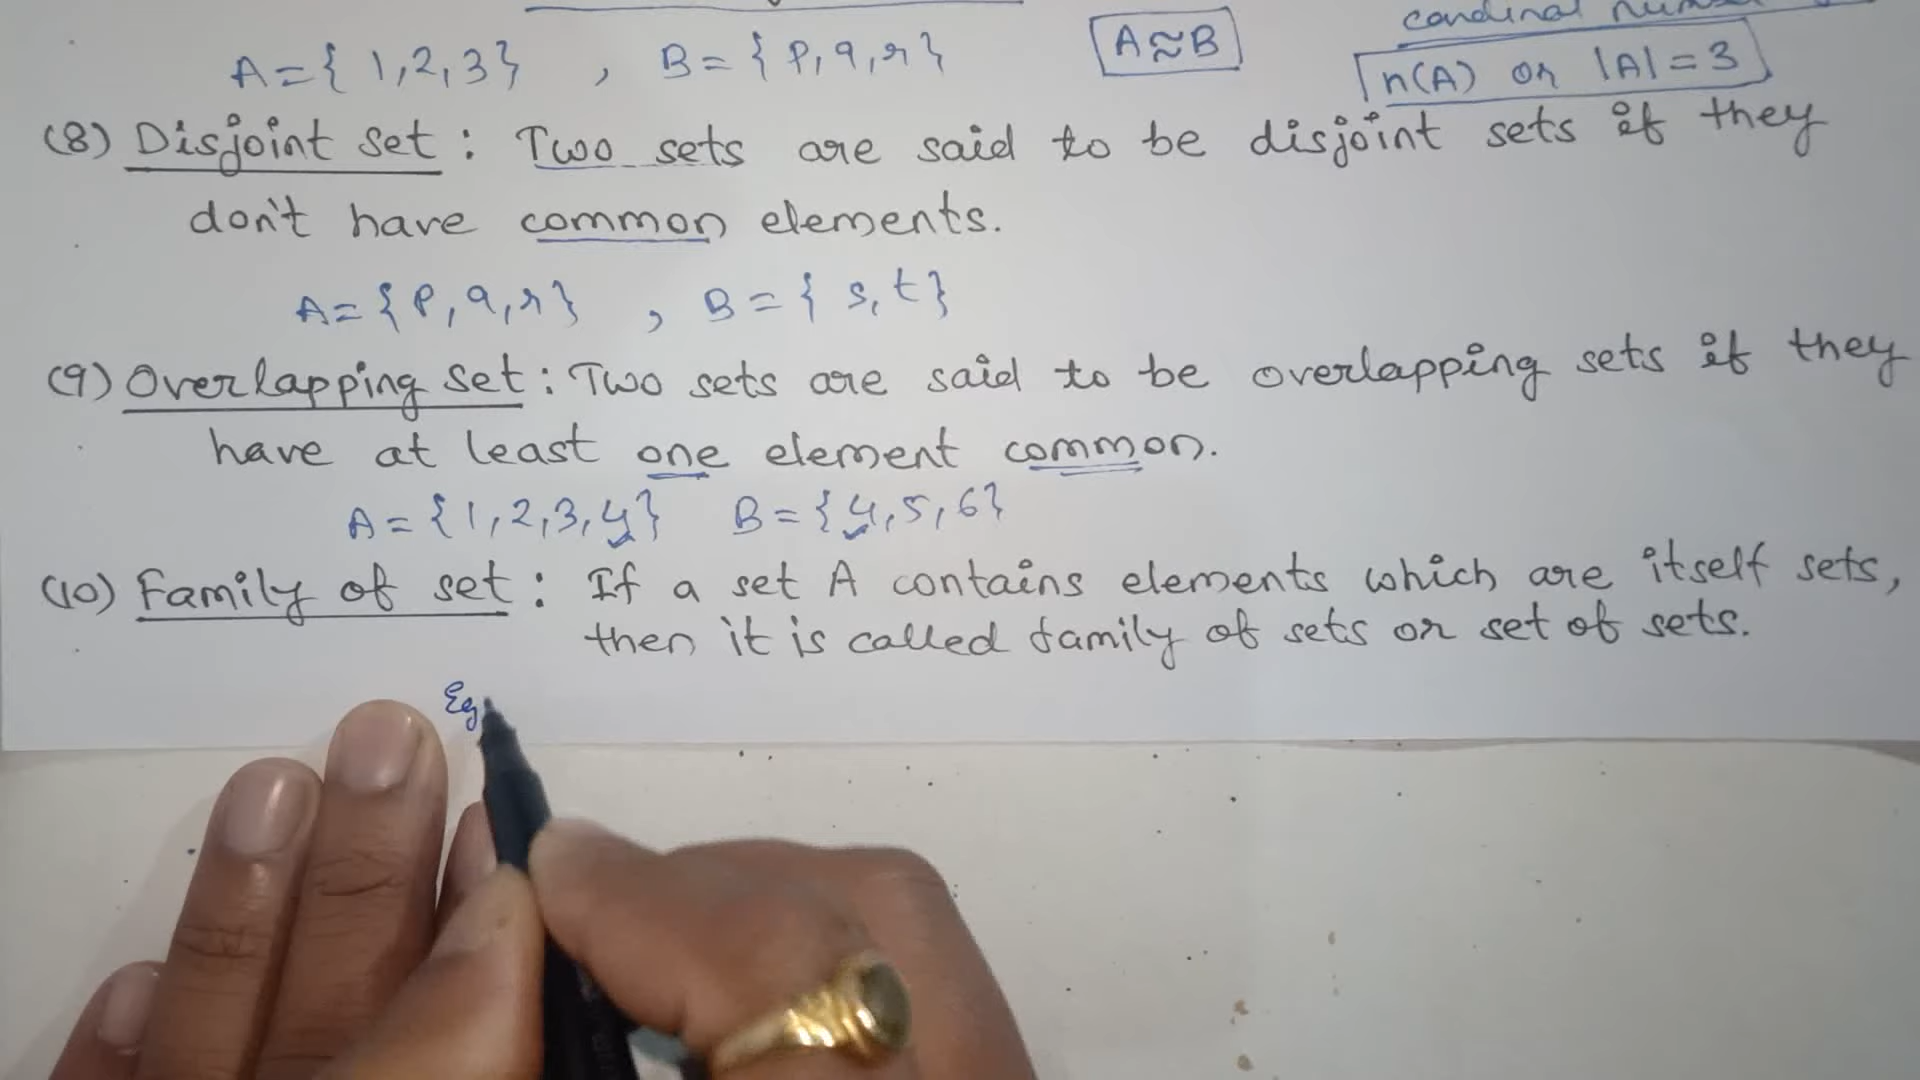 cardinal number
A={1,2,3} , B={p,q,r} A≈B
n(A) or |A|=3
(8) Disjoint set: Two sets are said to be disjoint sets if they
don't have common elements.
A={p,q,r} , B={s,t}
(9) Overlapping set: Two sets are said to be overlapping sets if they
have at least one element common.
A={1,2,3,4} B={4,5,6}
(10) Family of set: If a set A contains elements which are itself sets,
then it is called family of sets or set of sets.
Eg